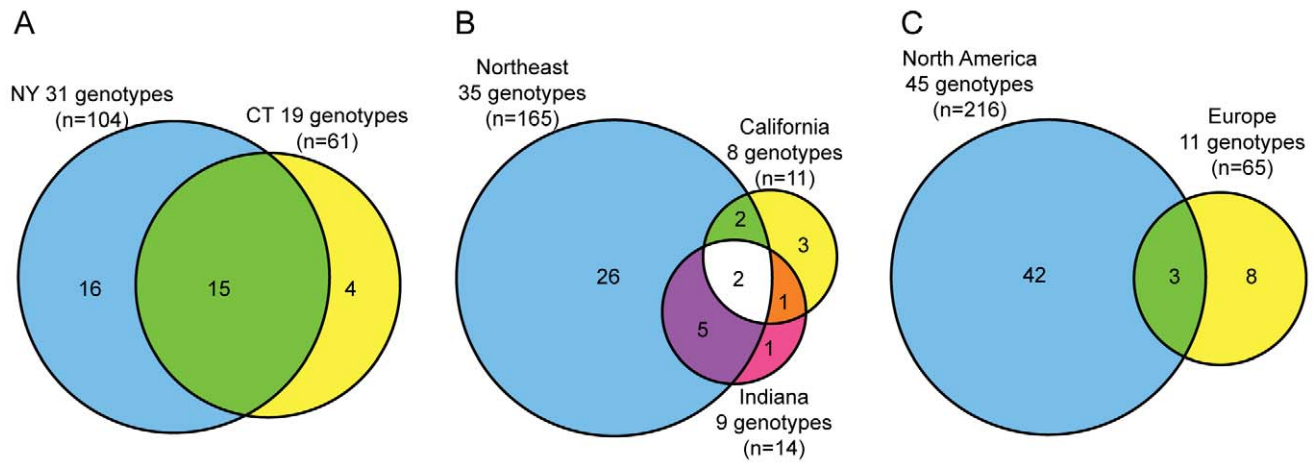 A
NY 31 genotypes
(n=104)
CT 19 genotypes
(n=61)
16
15
4
B
Northeast
35 genotypes
(n=165)
California
8 genotypes
(n=11)
2
3
26
2
1
5
1
Indiana
9 genotypes
(n=14)
C
North America
45 genotypes
(n=216)
Europe
11 genotypes
(n=65)
42
3
8